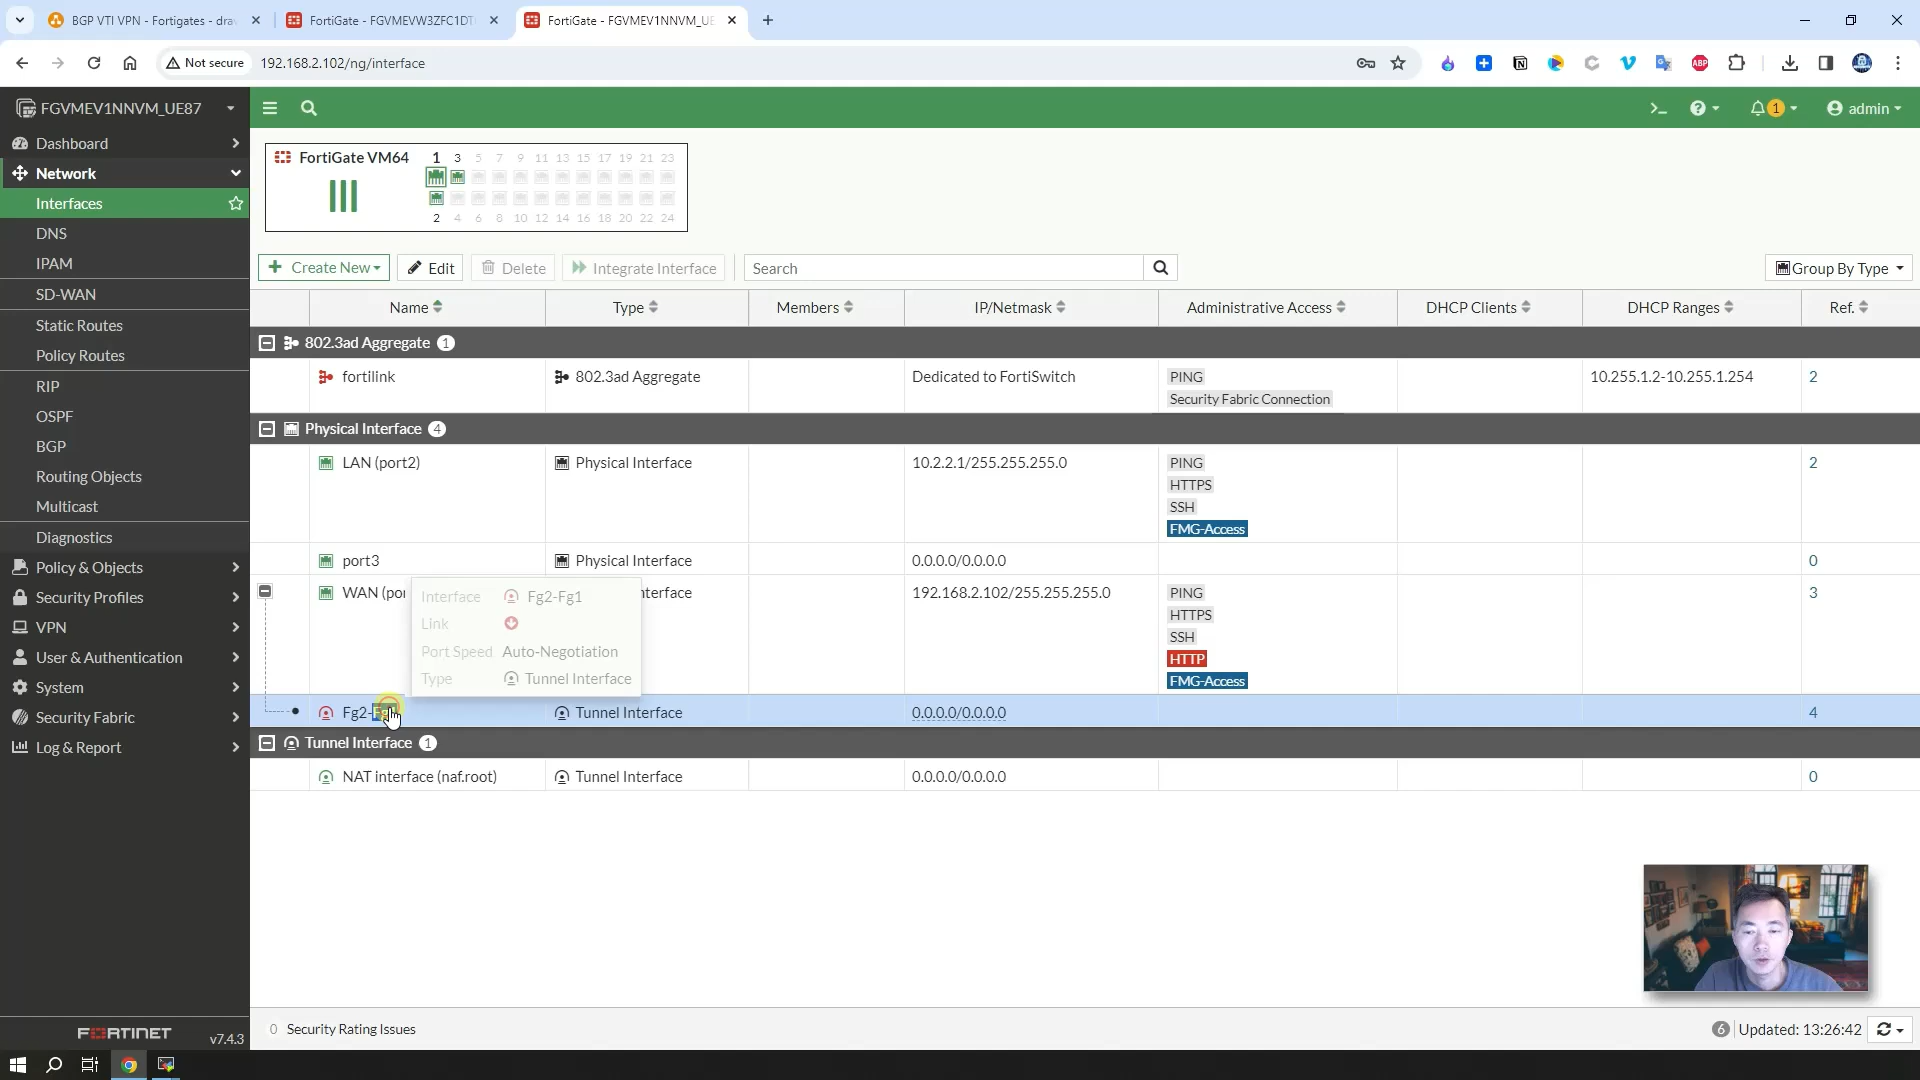 BGP VTI VPN - Fortigates - dra
FortiGate - FGVMEVW3ZFC1DT
FortiGate - FGVMEV1NNVM_UE
Not secure
192.168.2.102/ng/interface
ABP
FGVMEV1NNVM_UE87
1
admin
Dashboard
Network
Interfaces
DNS
IPAM
SD-WAN
Static Routes
Policy Routes
RIP
OSPF
BGP
Routing Objects
Multicast
Diagnostics
Policy & Objects
Security Profiles
VPN
User & Authentication
System
Security Fabric
Log & Report
FORTINET
v7.4.3
FortiGate VM64
1 3 5 7 9 11 13 15 17 19 21 23
2 4 6 8 10 12 14 16 18 20 22 24
Create New
Edit
Delete
Integrate Interface
Search
Group By Type
Name Type Members IP/Netmask Administrative Access DHCP Clients DHCP Ranges Ref.
802.3ad Aggregate 1
fortilink 802.3ad Aggregate Dedicated to FortiSwitch PING 10.255.1.2-10.255.1.254 2
Security Fabric Connection
Physical Interface 4
LAN (port2) Physical Interface 10.2.2.1/255.255.255.0 PING 2
HTTPS
SSH
FMG-Access
port3 Physical Interface 0.0.0.0/0.0.0.0 0
WAN (por nterface 192.168.2.102/255.255.255.0 PING 3
HTTPS
SSH
HTTP
FMG-Access
Interface Fg2-Fg1
Link
Port Speed Auto-Negotiation
Type Tunnel Interface
Fg2- Tunnel Interface 0.0.0.0/0.0.0.0 4
Tunnel Interface 1
NAT interface (naf.root) Tunnel Interface 0.0.0.0/0.0.0.0 0
0 Security Rating Issues
6 Updated: 13:26:42